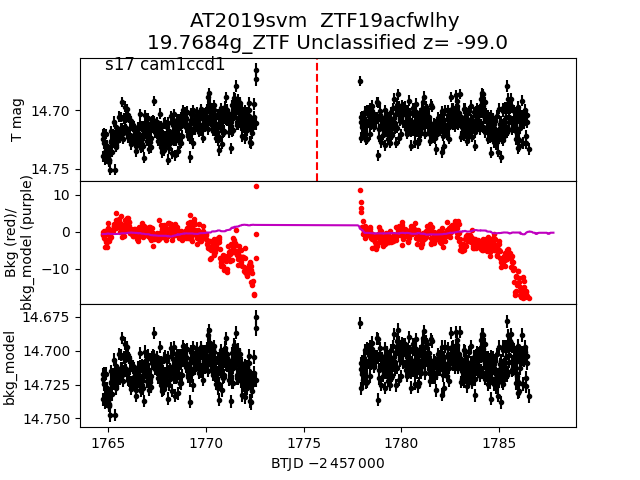 AT2019svm ZTF19acfwlhy
19.7684g_ZTF Unclassified z= -99.0
s17 cam1ccd1
T mag
14.70
14.75
Bkg (red)/
bkg_model (purple)
10
0
−10
bkg_model
14.675
14.700
14.725
14.750
1765 1770 1775 1780 1785
BTJD −2 457 000